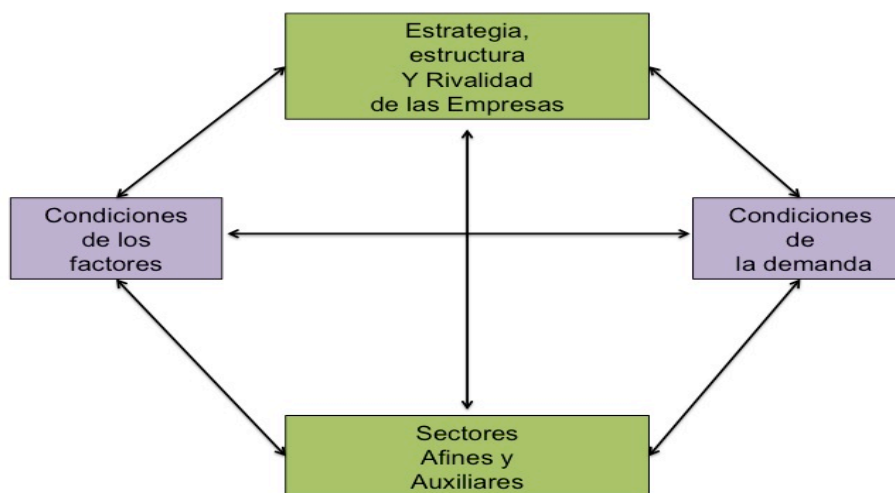 Estrategia,
estructura
Y Rivalidad
de las Empresas
Condiciones
de los
factores
Condiciones
de
la demanda
Sectores
Afines y
Auxiliares